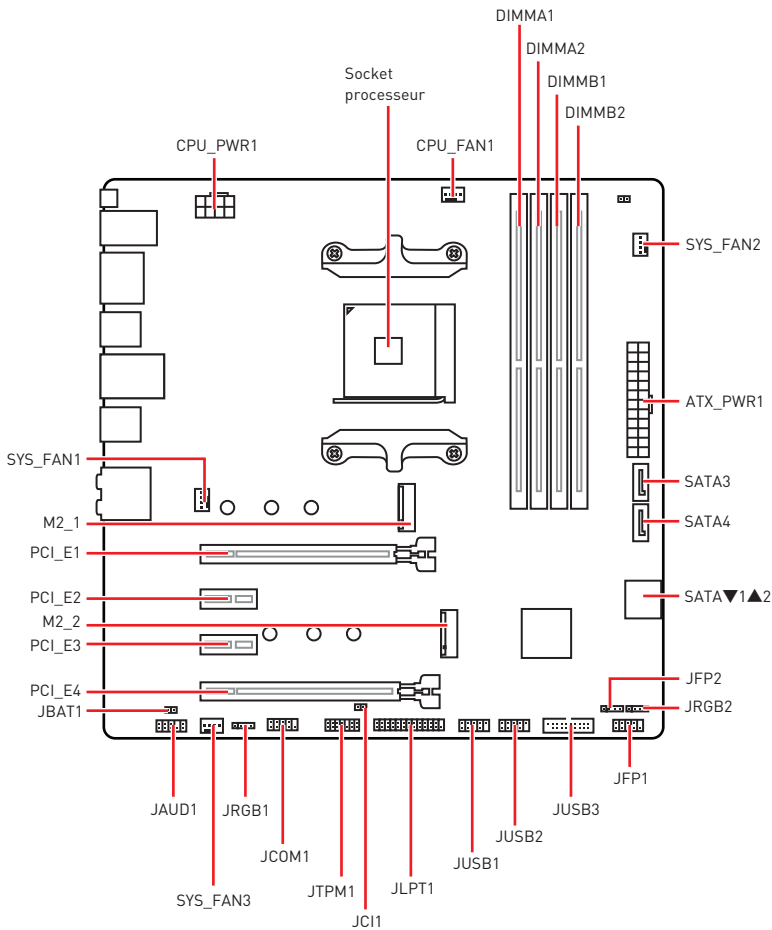 DIMMA1
DIMMA2
Socket
processeur
DIMMB1
DIMMB2
CPU_PWR1
CPU_FAN1
SYS_FAN2
ATX_PWR1
SYS_FAN1
SATA3
M2_1
SATA4
PCI_E1
PCI_E2
SATA▼1▲2
M2_2
PCI_E3
JFP2
PCI_E4
JBAT1
JRGB2
JFP1
JAUD1
JRGB1
JUSB3
JUSB2
JCOM1
JUSB1
JTPM1
JLPT1
SYS_FAN3
JCI1